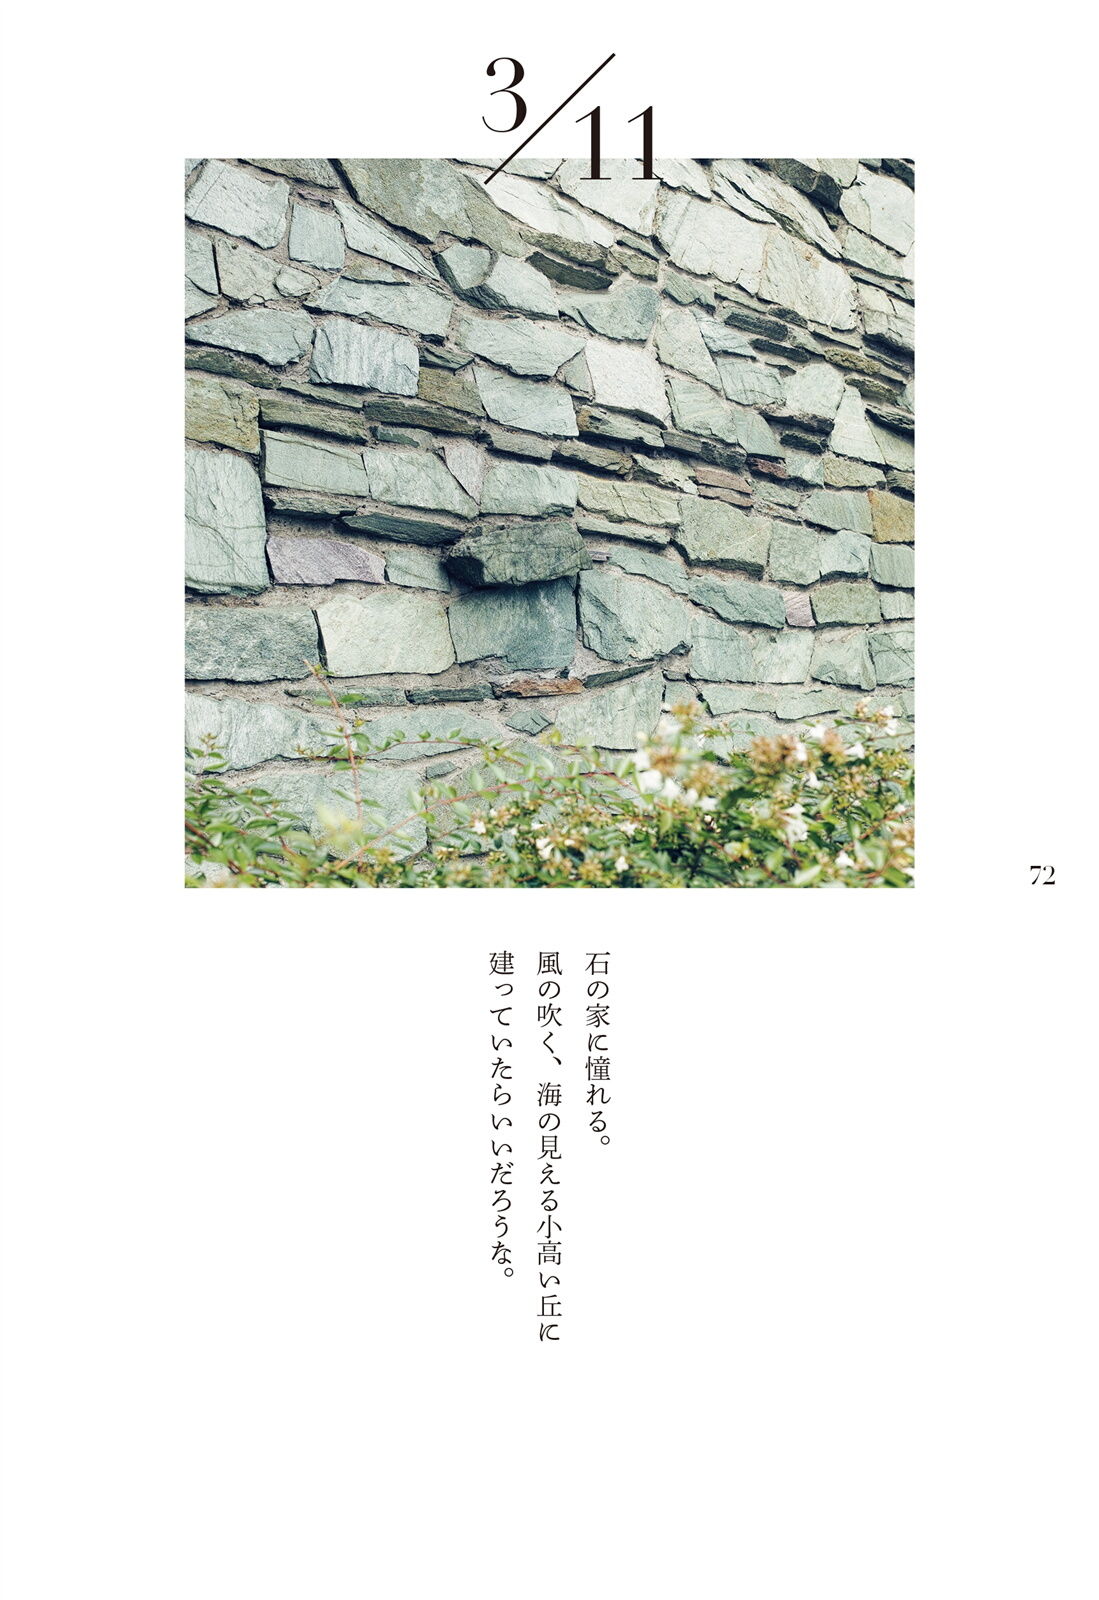 3/11
72
石の家に憧れる。
風の吹く、海の見える小高い丘に
建っていたらいいだろうな。